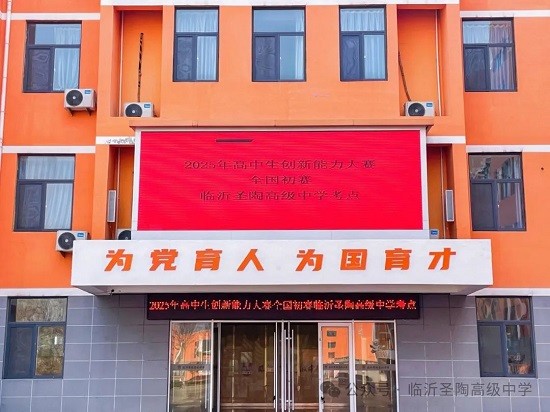 2025年高中生创新能力大赛
全国初赛
临沂圣陶高级中学考点
为党育人 为国育才
2025年高中生创新能力大赛全国初赛临沂圣陶高级中学考点
公众号·临沂圣陶高级中学